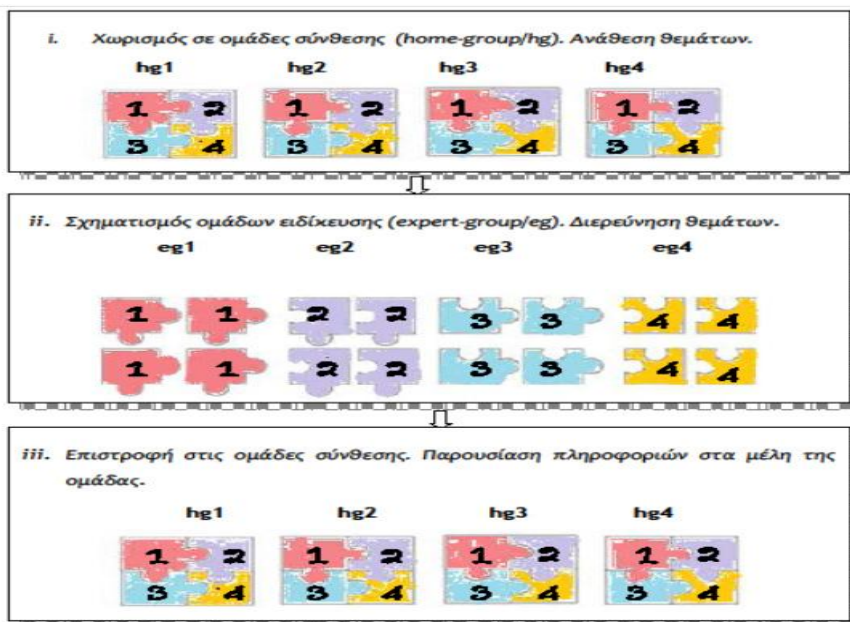 i. Χωρισμός σε ομάδες σύνθεσης (home-group/hg). Ανάθεση θεμάτων.
hg1 hg2 hg3 hg4
1 2 1 2 1 2 1 2
3 4 3 4 3 4 3 4
ii. Σχηματισμός ομάδων ειδίκευσης (expert-group/eg). Διερεύνηση θεμάτων.
eg1 eg2 eg3 eg4
1 1 2 2 3 3 4 4
1 1 2 2 3 3 4 4
iii. Επιστροφή στις ομάδες σύνθεσης. Παρουσίαση πληροφοριών στα μέλη της
ομάδας.
hg1 hg2 hg3 hg4
1 2 1 2 1 2 1 2
3 4 3 4 3 4 3 4